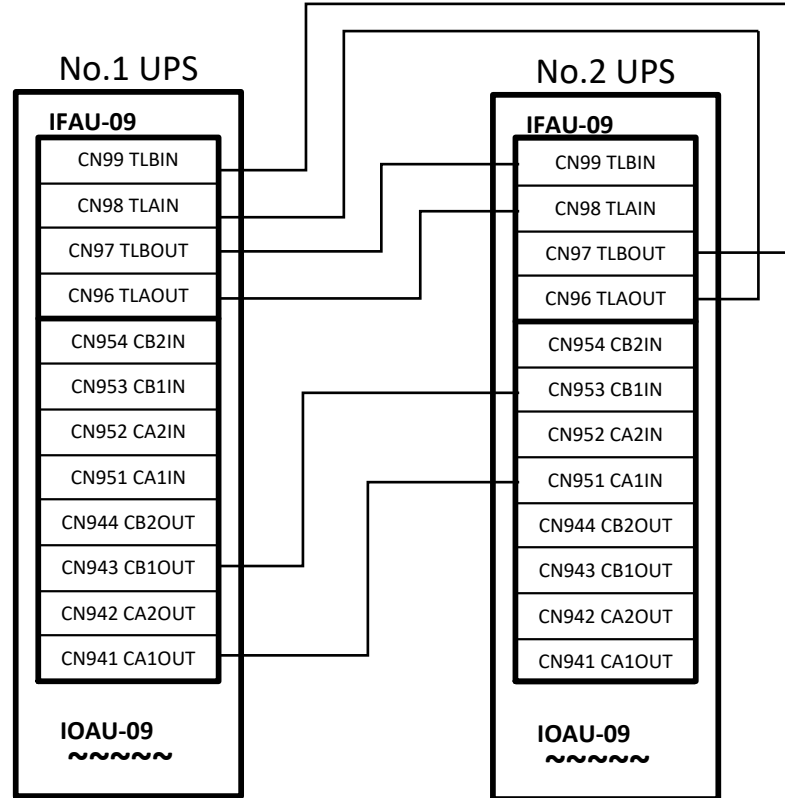 No.1 UPS
IFAU-09
CN99 TLBIN
CN98 TLAIN
CN97 TLBOUT
CN96 TLAOUT
CN954 CB2IN
CN953 CB1IN
CN952 CA2IN
CN951 CA1IN
CN944 CB2OUT
CN943 CB1OUT
CN942 CA2OUT
CN941 CA1OUT
IOAU-09
~~~~~
No.2 UPS
IFAU-09
CN99 TLBIN
CN98 TLAIN
CN97 TLBOUT
CN96 TLAOUT
CN954 CB2IN
CN953 CB1IN
CN952 CA2IN
CN951 CA1IN
CN944 CB2OUT
CN943 CB1OUT
CN942 CA2OUT
CN941 CA1OUT
IOAU-09
~~~~~